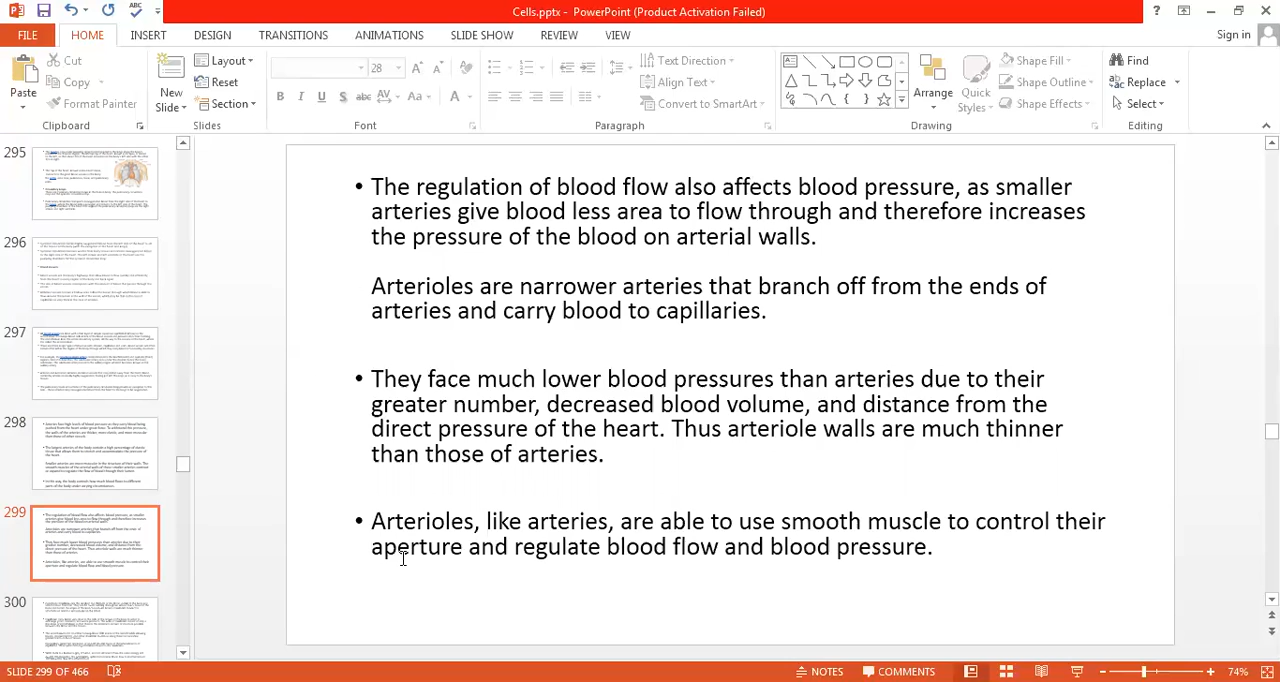 ABC
Cells.pptx - PowerPoint (Product Activation Failed)
?
FILE HOME INSERT DESIGN TRANSITIONS ANIMATIONS SLIDE SHOW REVIEW VIEW Sign in
Paste
Cut
Copy
Format Painter
Clipboard
New
Slide
Layout
Reset
Section
Slides
28
B I U S abc AV Aa A
Font
Text Direction
Align Text
Convert to SmartArt
Paragraph
Arrange
Quick
Styles
Shape Fill
Shape Outline
Shape Effects
Drawing
Find
Replace
Select
Editing
295
296
297
298
299
300
• The regulation of blood flow also affects blood pressure, as smaller
arteries give blood less area to flow through and therefore increases
the pressure of the blood on arterial walls.
Arterioles are narrower arteries that branch off from the ends of
arteries and carry blood to capillaries.
• They face much lower blood pressures than arteries due to their
greater number, decreased blood volume, and distance from the
direct pressure of the heart. Thus arteriole walls are much thinner
than those of arteries.
• Arterioles, like arteries, are able to use smooth muscle to control their
aperture and regulate blood flow and blood pressure.
SLIDE 299 OF 466 NOTES COMMENTS 74%